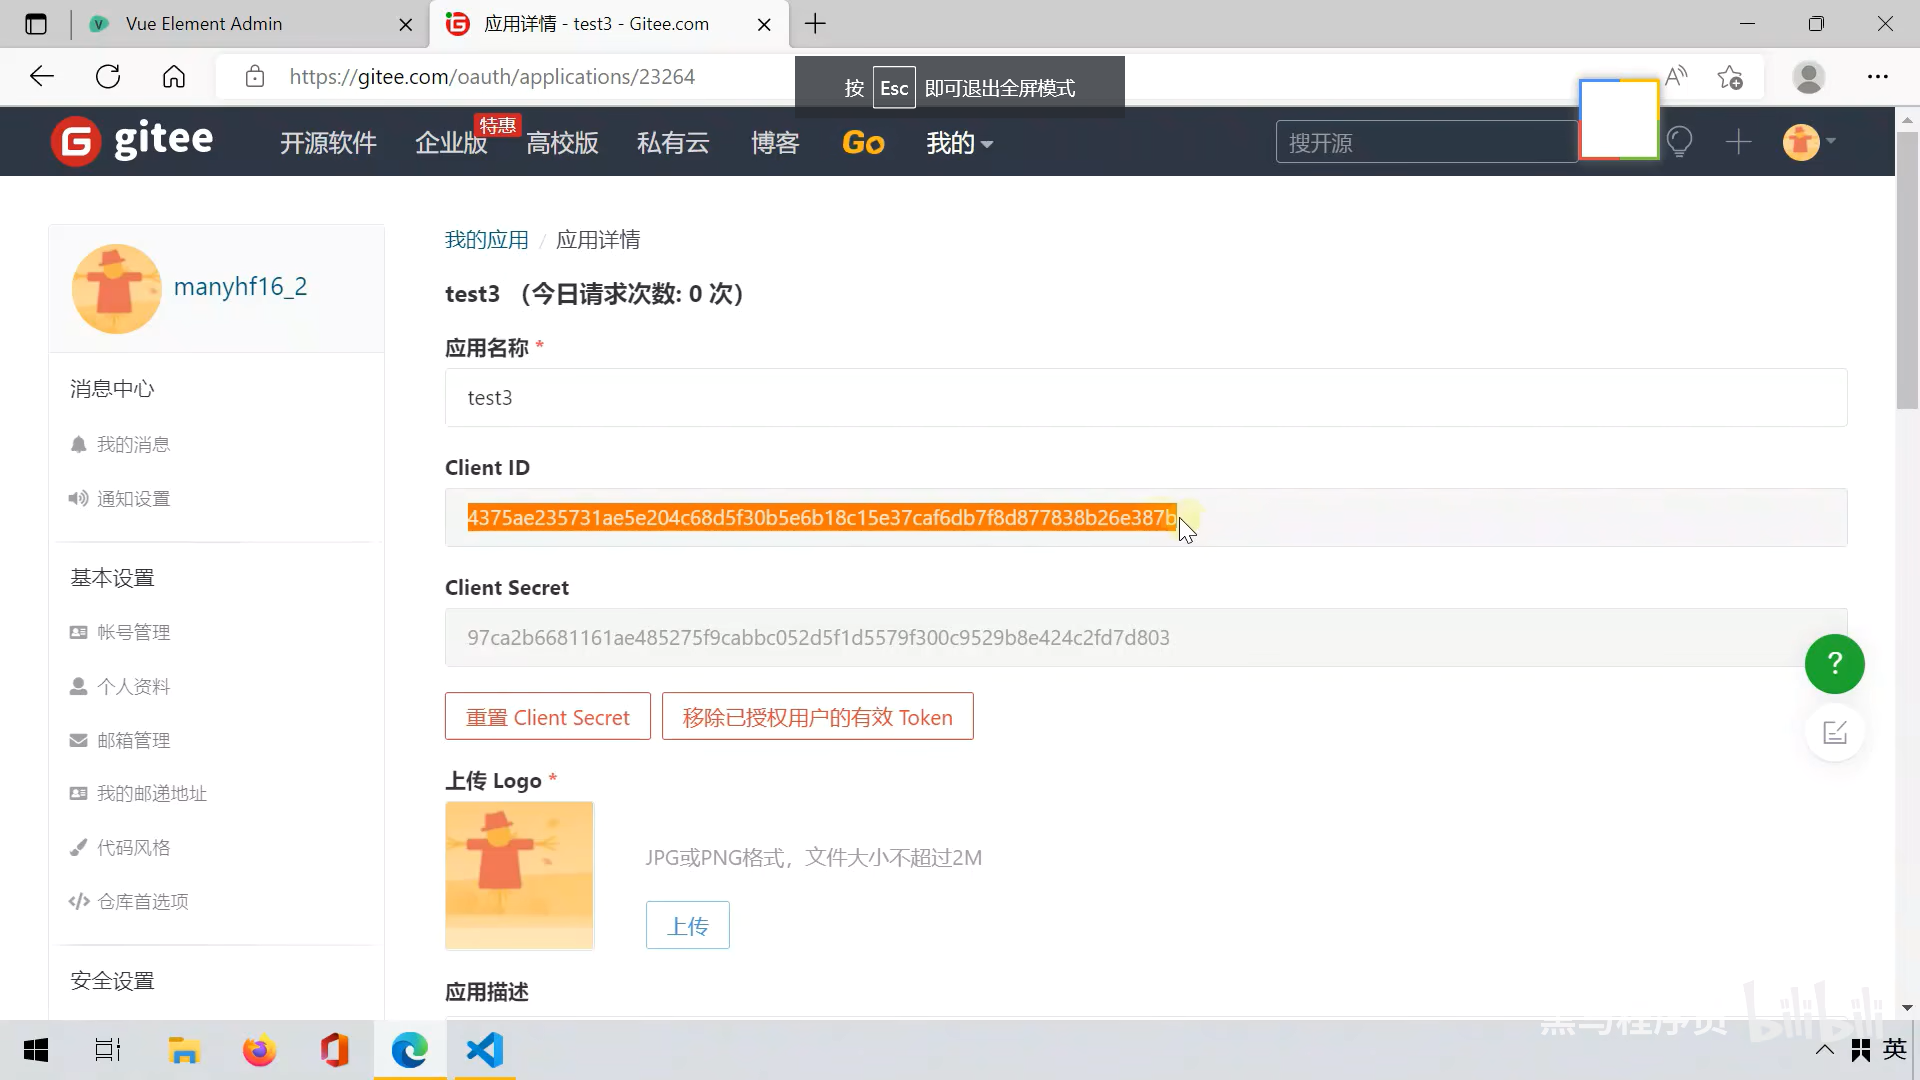 Vue Element Admin
应用详情 - test3 - Gitee.com
https://gitee.com/oauth/applications/23264
按 Esc 即可退出全屏模式
gitee
开源软件
企业版
特惠
高校版
私有云
博客
Go
我的
搜开源
manyhf16_2
消息中心
我的消息
通知设置
基本设置
帐号管理
个人资料
邮箱管理
我的邮递地址
代码风格
仓库首选项
安全设置
我的应用 / 应用详情
test3 （今日请求次数: 0 次）
应用名称 *
test3
Client ID
4375ae235731ae5e204c68d5f30b5e6b18c15e37caf6db7f8d877838b26e387b
Client Secret
97ca2b6681161ae485275f9cabbc052d5f1d5579f300c9529b8e424c2fd7d803
重置 Client Secret
移除已授权用户的有效 Token
上传 Logo *
JPG或PNG格式，文件大小不超过2M
上传
应用描述
?
黑马程序员
bilibili
英